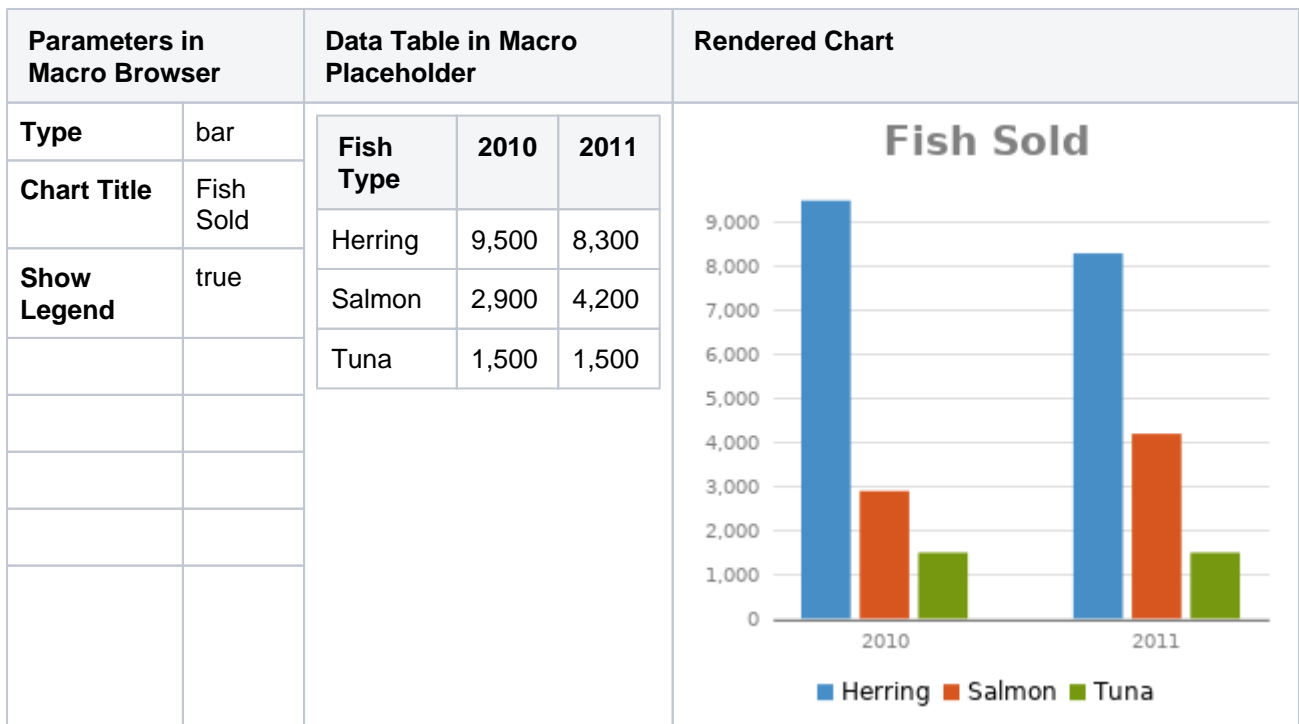 Parameters in
Macro Browser
Data Table in Macro
Placeholder
Rendered Chart
Type bar
Chart Title Fish
Sold
Show
Legend true
Fish
Type 2010 2011
Herring 9,500 8,300
Salmon 2,900 4,200
Tuna 1,500 1,500
Fish Sold
9,000
8,000
7,000
6,000
5,000
4,000
3,000
2,000
1,000
0
2010 2011
Herring Salmon Tuna